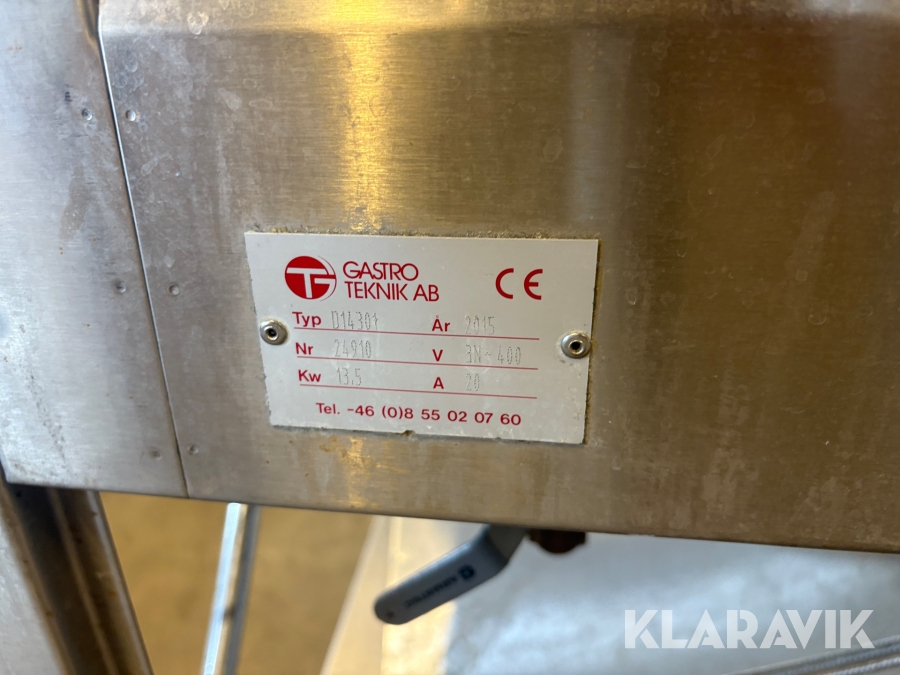 GASTRO
TEKNIK AB
CE
Typ D14301 År 2015
Nr 24910 V 3N~400
Kw 13,5 A 20
Tel. -46 (0)8 55 02 07 60
KLARAVIK